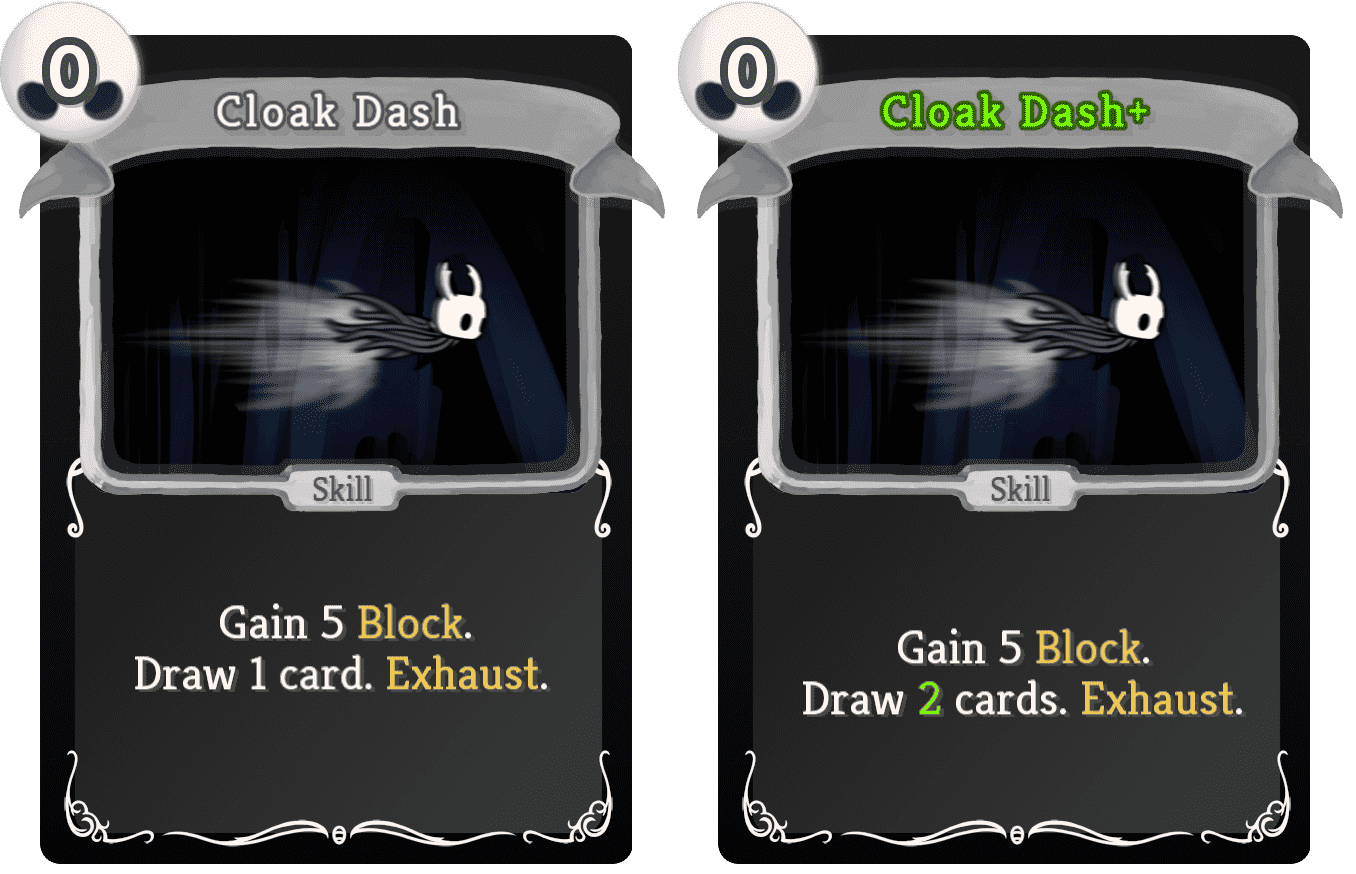 0
Cloak Dash
Skill
Gain 5 Block.
Draw 1 card. Exhaust.
0
Cloak Dash+
Skill
Gain 5 Block.
Draw 2 cards. Exhaust.